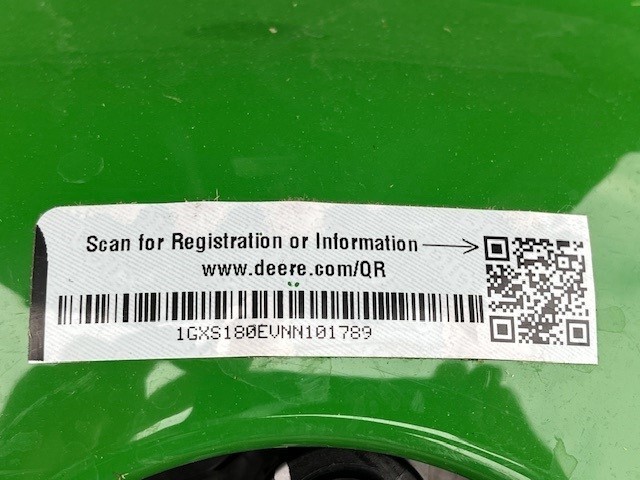 Scan for Registration or Information
www.deere.com/QR
1GXS180EVNN101789